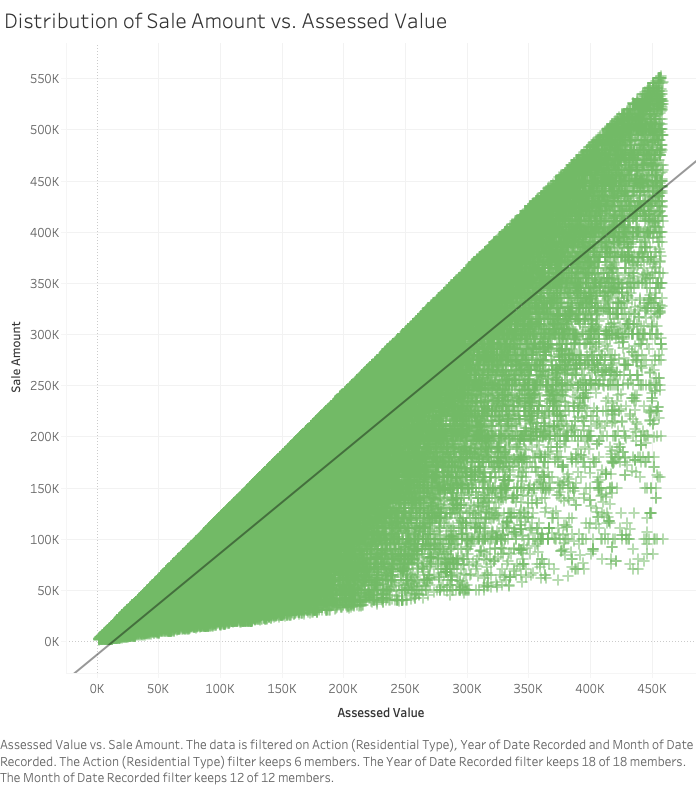 Distribution of Sale Amount vs. Assessed Value
550K
500K
450K
400K
350K
300K
250K
200K
150K
100K
50K
0K
Sale Amount
0K 50K 100K 150K 200K 250K 300K 350K 400K 450K
Assessed Value
Assessed Value vs. Sale Amount. The data is filtered on Action (Residential Type), Year of Date Recorded and Month of Date
Recorded. The Action (Residential Type) filter keeps 6 members. The Year of Date Recorded filter keeps 18 of 18 members.
The Month of Date Recorded filter keeps 12 of 12 members.